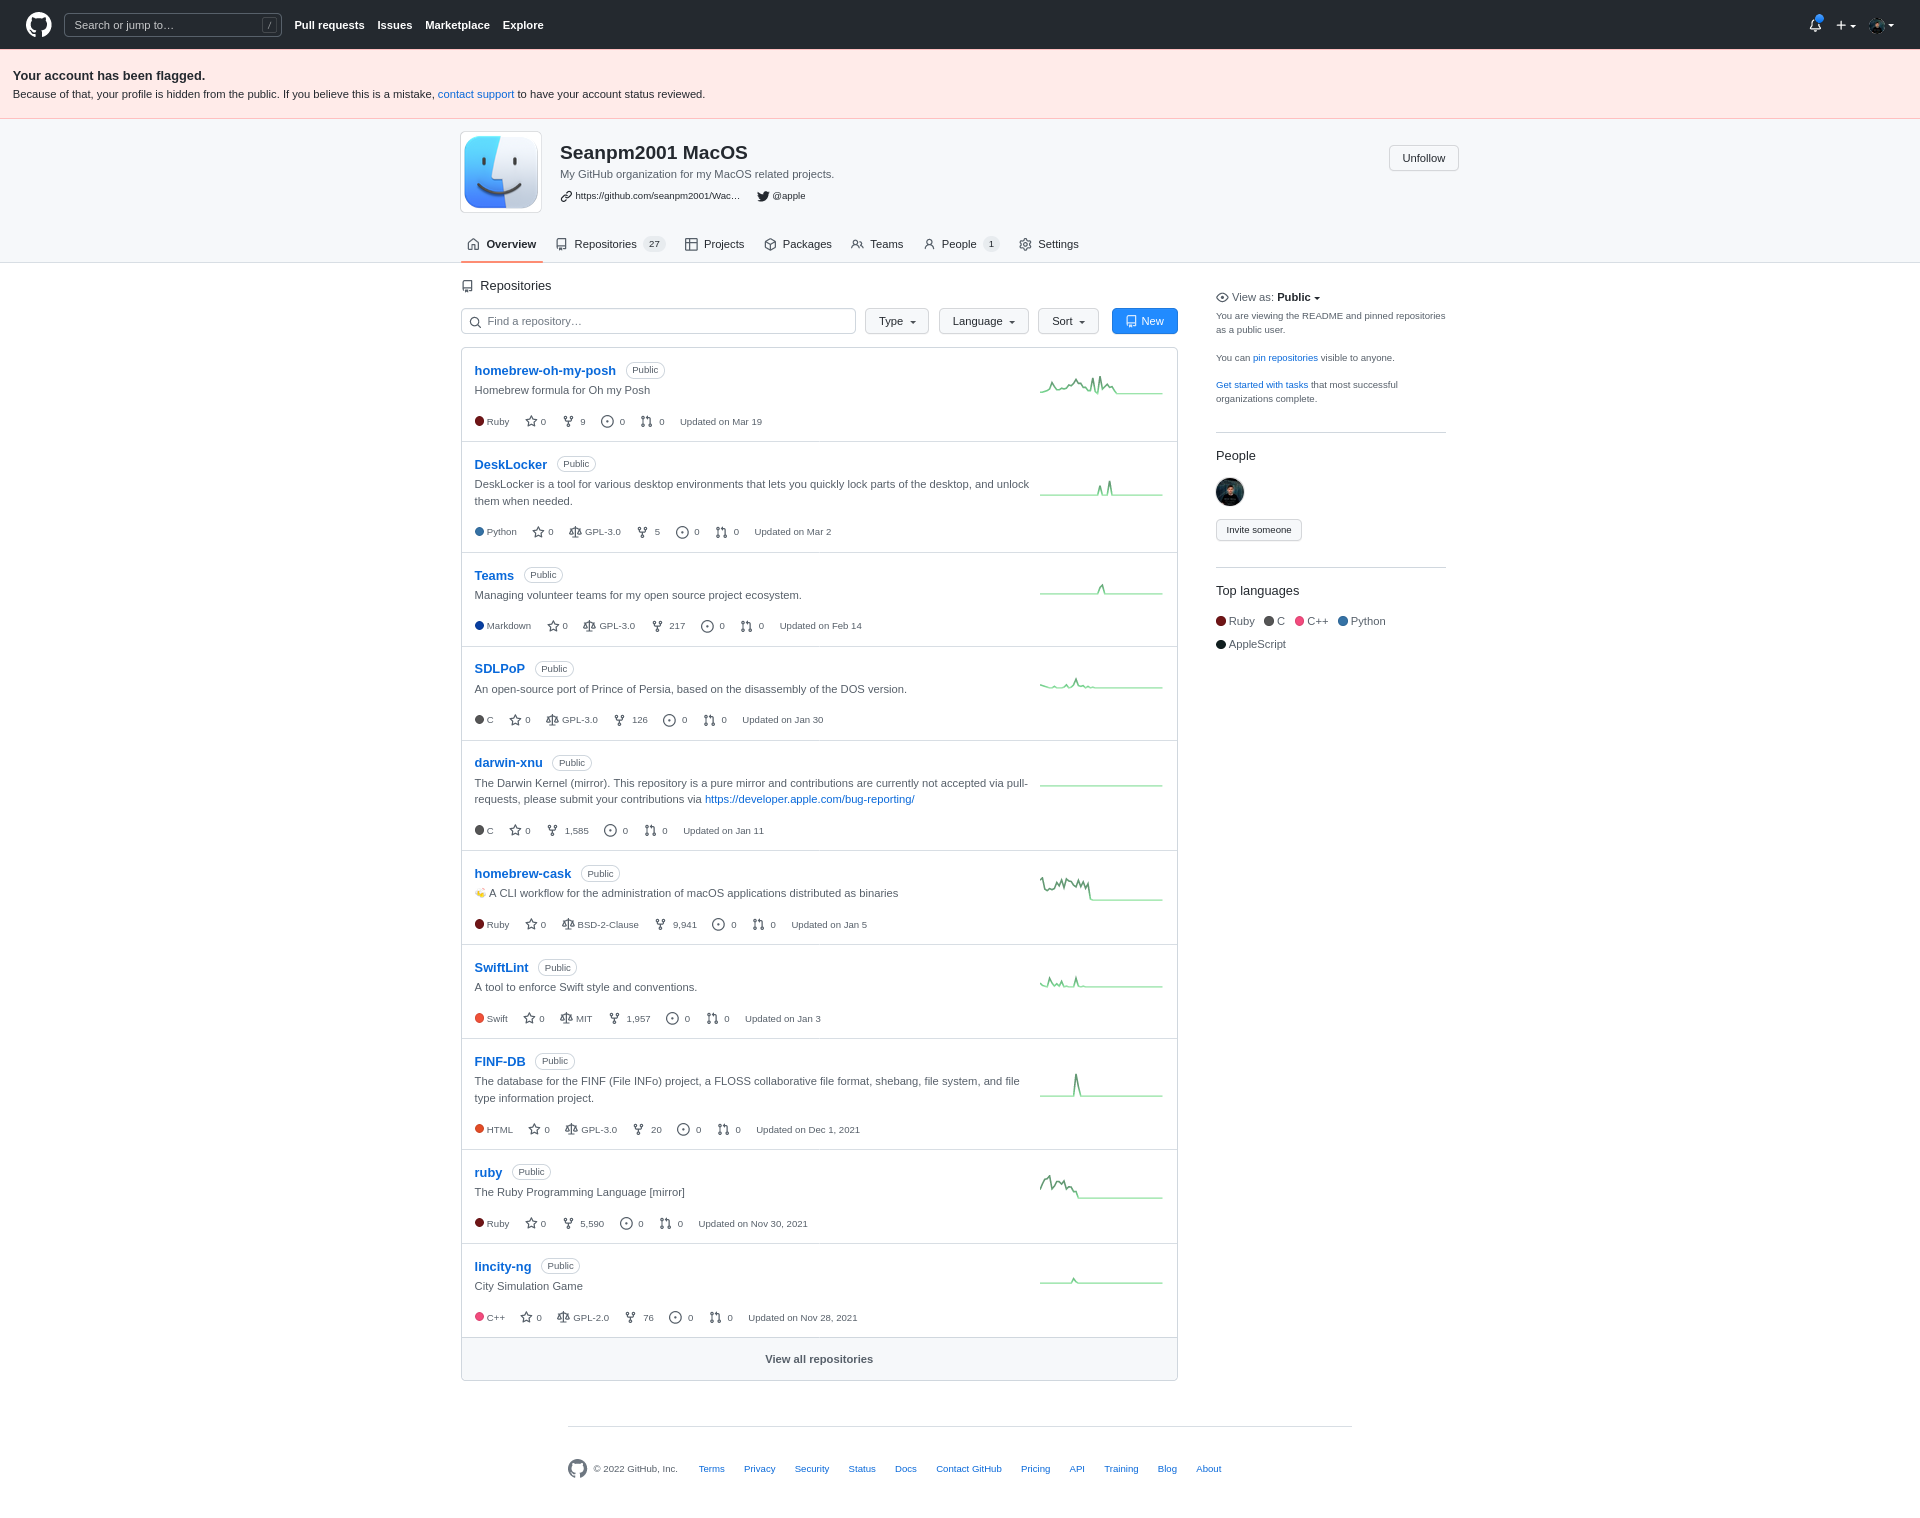 Search or jump to…
/
Pull requests
Issues
Marketplace
Explore
Your account has been flagged.
Because of that, your profile is hidden from the public. If you believe this is a mistake, contact support to have your account status reviewed.
Seanpm2001 MacOS
My GitHub organization for my MacOS related projects.
https://github.com/seanpm2001/Wac…
@apple
Unfollow
Overview
Repositories 27
Projects
Packages
Teams
People 1
Settings
Repositories
Find a repository…
Type
Language
Sort
New
homebrew-oh-my-posh Public
Homebrew formula for Oh my Posh
Ruby 0 9 0 0 Updated on Mar 19
DeskLocker Public
DeskLocker is a tool for various desktop environments that lets you quickly lock parts of the desktop, and unlock
them when needed.
Python 0 GPL-3.0 5 0 0 Updated on Mar 2
Teams Public
Managing volunteer teams for my open source project ecosystem.
Markdown 0 GPL-3.0 217 0 0 Updated on Feb 14
SDLPoP Public
An open-source port of Prince of Persia, based on the disassembly of the DOS version.
C 0 GPL-3.0 126 0 0 Updated on Jan 30
darwin-xnu Public
The Darwin Kernel (mirror). This repository is a pure mirror and contributions are currently not accepted via pull-
requests, please submit your contributions via https://developer.apple.com/bug-reporting/
C 0 1,585 0 0 Updated on Jan 11
homebrew-cask Public
🍻 A CLI workflow for the administration of macOS applications distributed as binaries
Ruby 0 BSD-2-Clause 9,941 0 0 Updated on Jan 5
SwiftLint Public
A tool to enforce Swift style and conventions.
Swift 0 MIT 1,957 0 0 Updated on Jan 3
FINF-DB Public
The database for the FINF (File INFo) project, a FLOSS collaborative file format, shebang, file system, and file
type information project.
HTML 0 GPL-3.0 20 0 0 Updated on Dec 1, 2021
ruby Public
The Ruby Programming Language [mirror]
Ruby 0 5,590 0 0 Updated on Nov 30, 2021
lincity-ng Public
City Simulation Game
C++ 0 GPL-2.0 76 0 0 Updated on Nov 28, 2021
View all repositories
View as: Public
You are viewing the README and pinned repositories
as a public user.
You can pin repositories visible to anyone.
Get started with tasks that most successful
organizations complete.
People
Invite someone
Top languages
Ruby C C++ Python
AppleScript
© 2022 GitHub, Inc.
Terms
Privacy
Security
Status
Docs
Contact GitHub
Pricing
API
Training
Blog
About